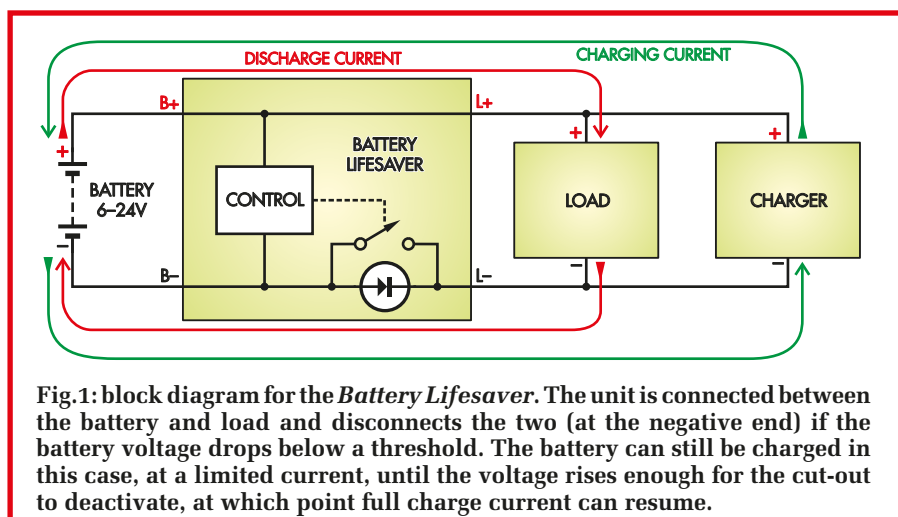 DISCHARGE CURRENT
CHARGING CURRENT
B+
L+
+
BATTERY
6–24V
–
CONTROL
BATTERY
LIFESAVER
+
LOAD
–
+
CHARGER
–
B–
L–
Fig.1: block diagram for the Battery Lifesaver. The unit is connected between
the battery and load and disconnects the two (at the negative end) if the
battery voltage drops below a threshold. The battery can still be charged in
this case, at a limited current, until the voltage rises enough for the cut-out
to deactivate, at which point full charge current can resume.